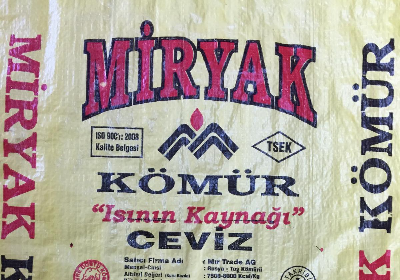 MİRYAK
ISO 9001: 2008
Kalite Belgesi
TSEK
KÖMÜR
"Isının Kaynağı"
CEVİZ
Satıcı Firma Adı : Mır Trade AG
MİRYAK K
K KÖMÜR